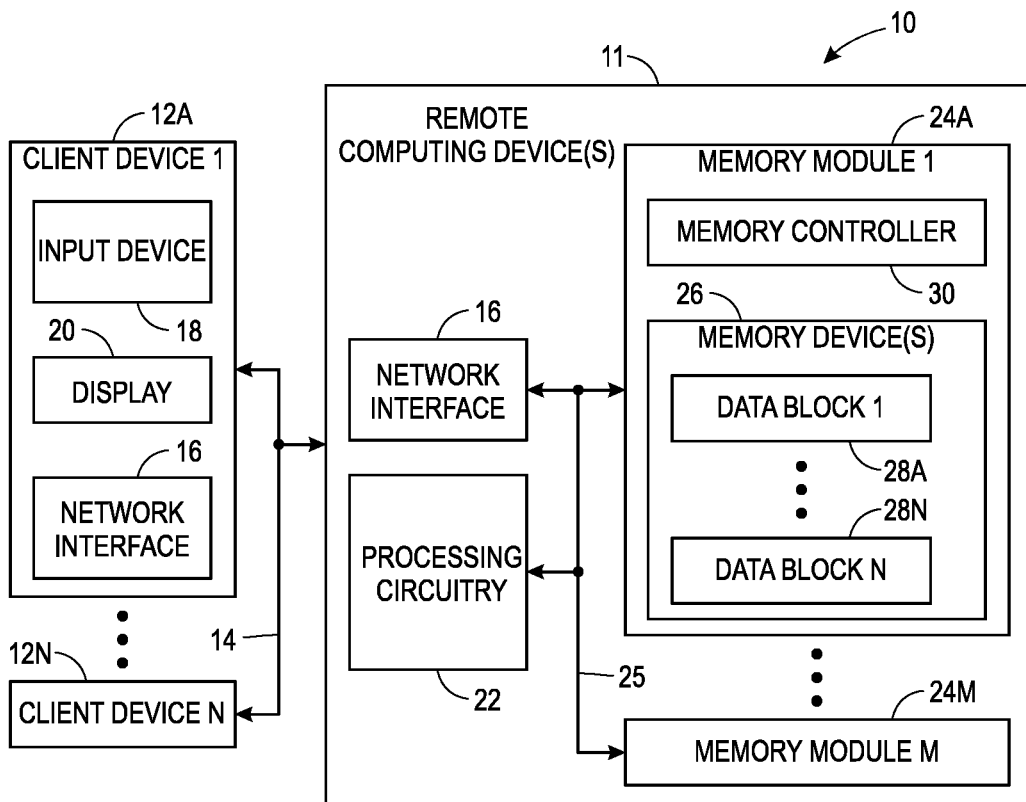 10
11
12A
CLIENT DEVICE 1
INPUT DEVICE
18
20
DISPLAY
16
NETWORK
INTERFACE
12N
14
CLIENT DEVICE N
REMOTE
COMPUTING DEVICE(S)
16
NETWORK
INTERFACE
PROCESSING
CIRCUITRY
22
25
24A
MEMORY MODULE 1
MEMORY CONTROLLER
30
26
MEMORY DEVICE(S)
DATA BLOCK 1
28A
28N
DATA BLOCK N
24M
MEMORY MODULE M